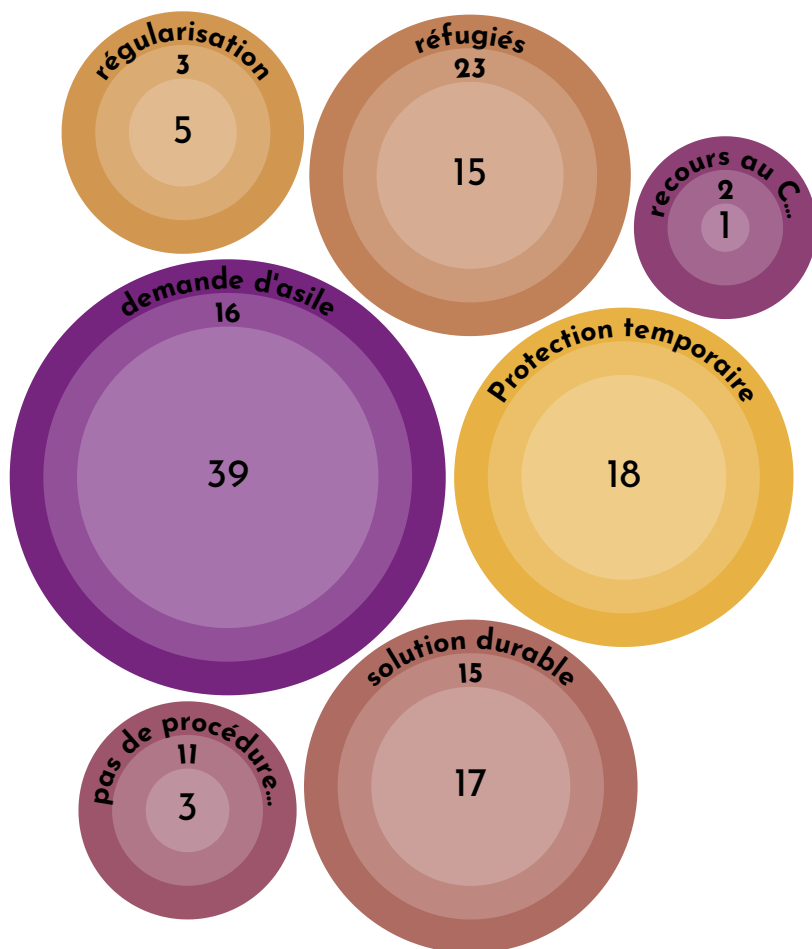 régularisation
3
5
réfugiés
23
15
recours au C...
2
1
demande d'asile
16
39
Protection temporaire
18
solution durable
15
17
pas de procédure...
11
3